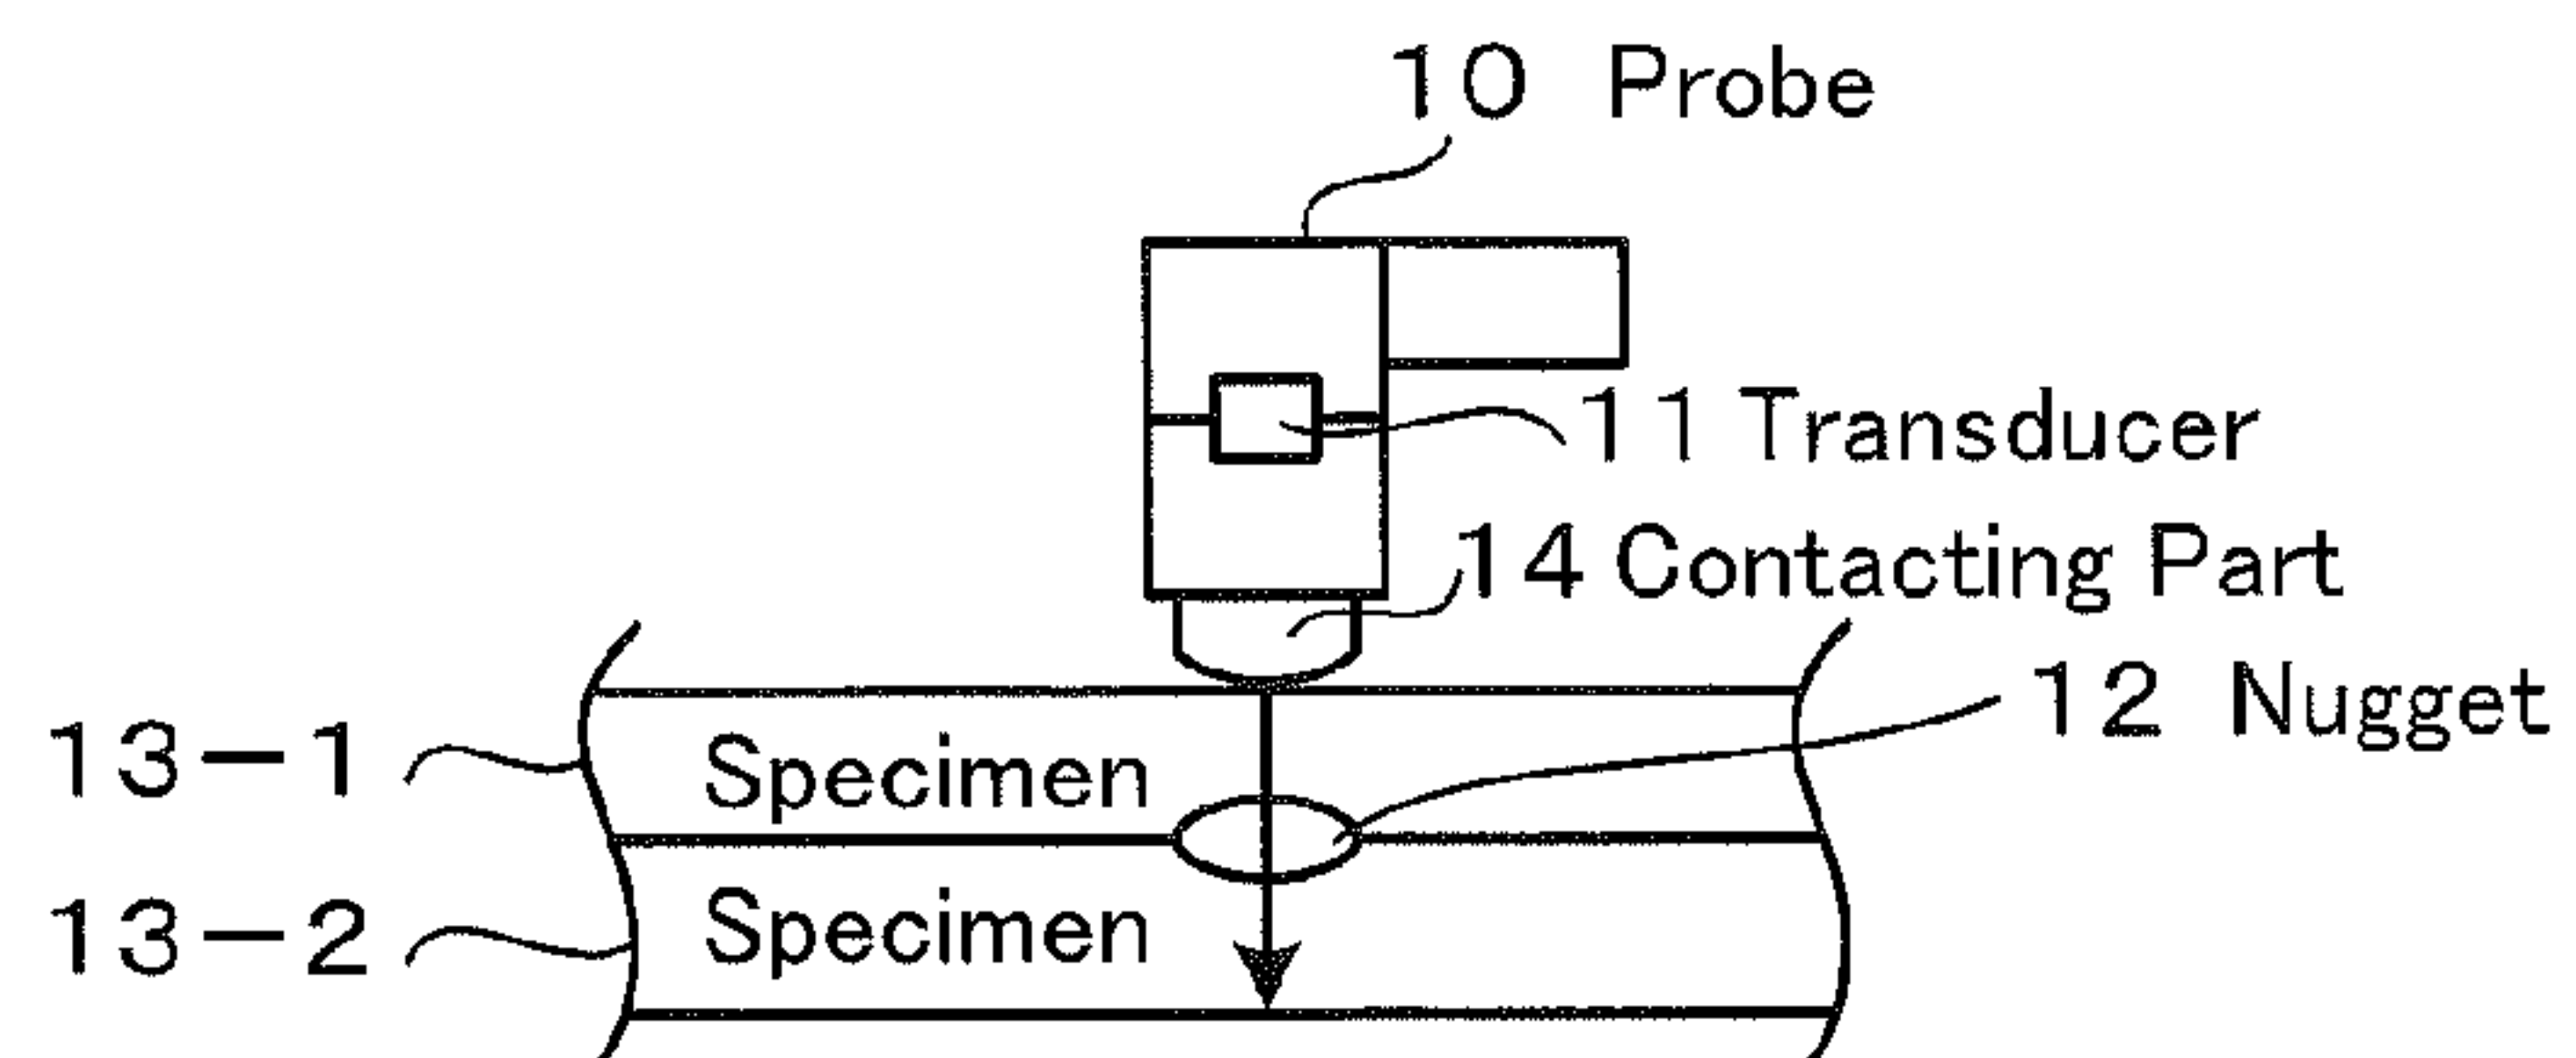 10 Probe
11 Transducer
14 Contacting Part
12 Nugget
13-1 Specimen
13-2 Specimen